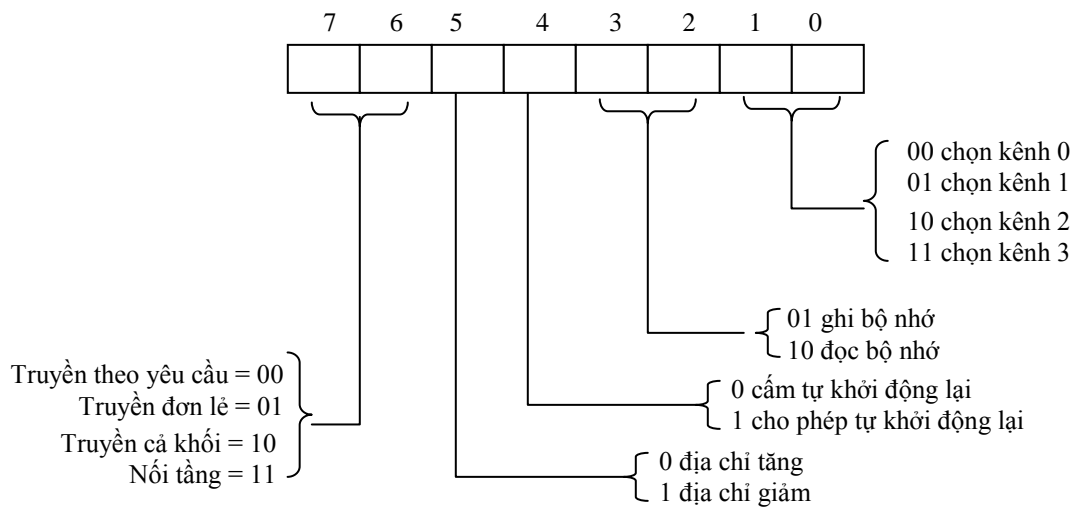 7 6 5 4 3 2 1 0
00 chọn kênh 0
01 chọn kênh 1
10 chọn kênh 2
11 chọn kênh 3
01 ghi bộ nhớ
10 đọc bộ nhớ
Truyền theo yêu cầu = 00
Truyền đơn lẻ = 01
Truyền cả khối = 10
Nối tầng = 11
0 cấm tự khởi động lại
1 cho phép tự khởi động lại
0 địa chỉ tăng
1 địa chỉ giảm